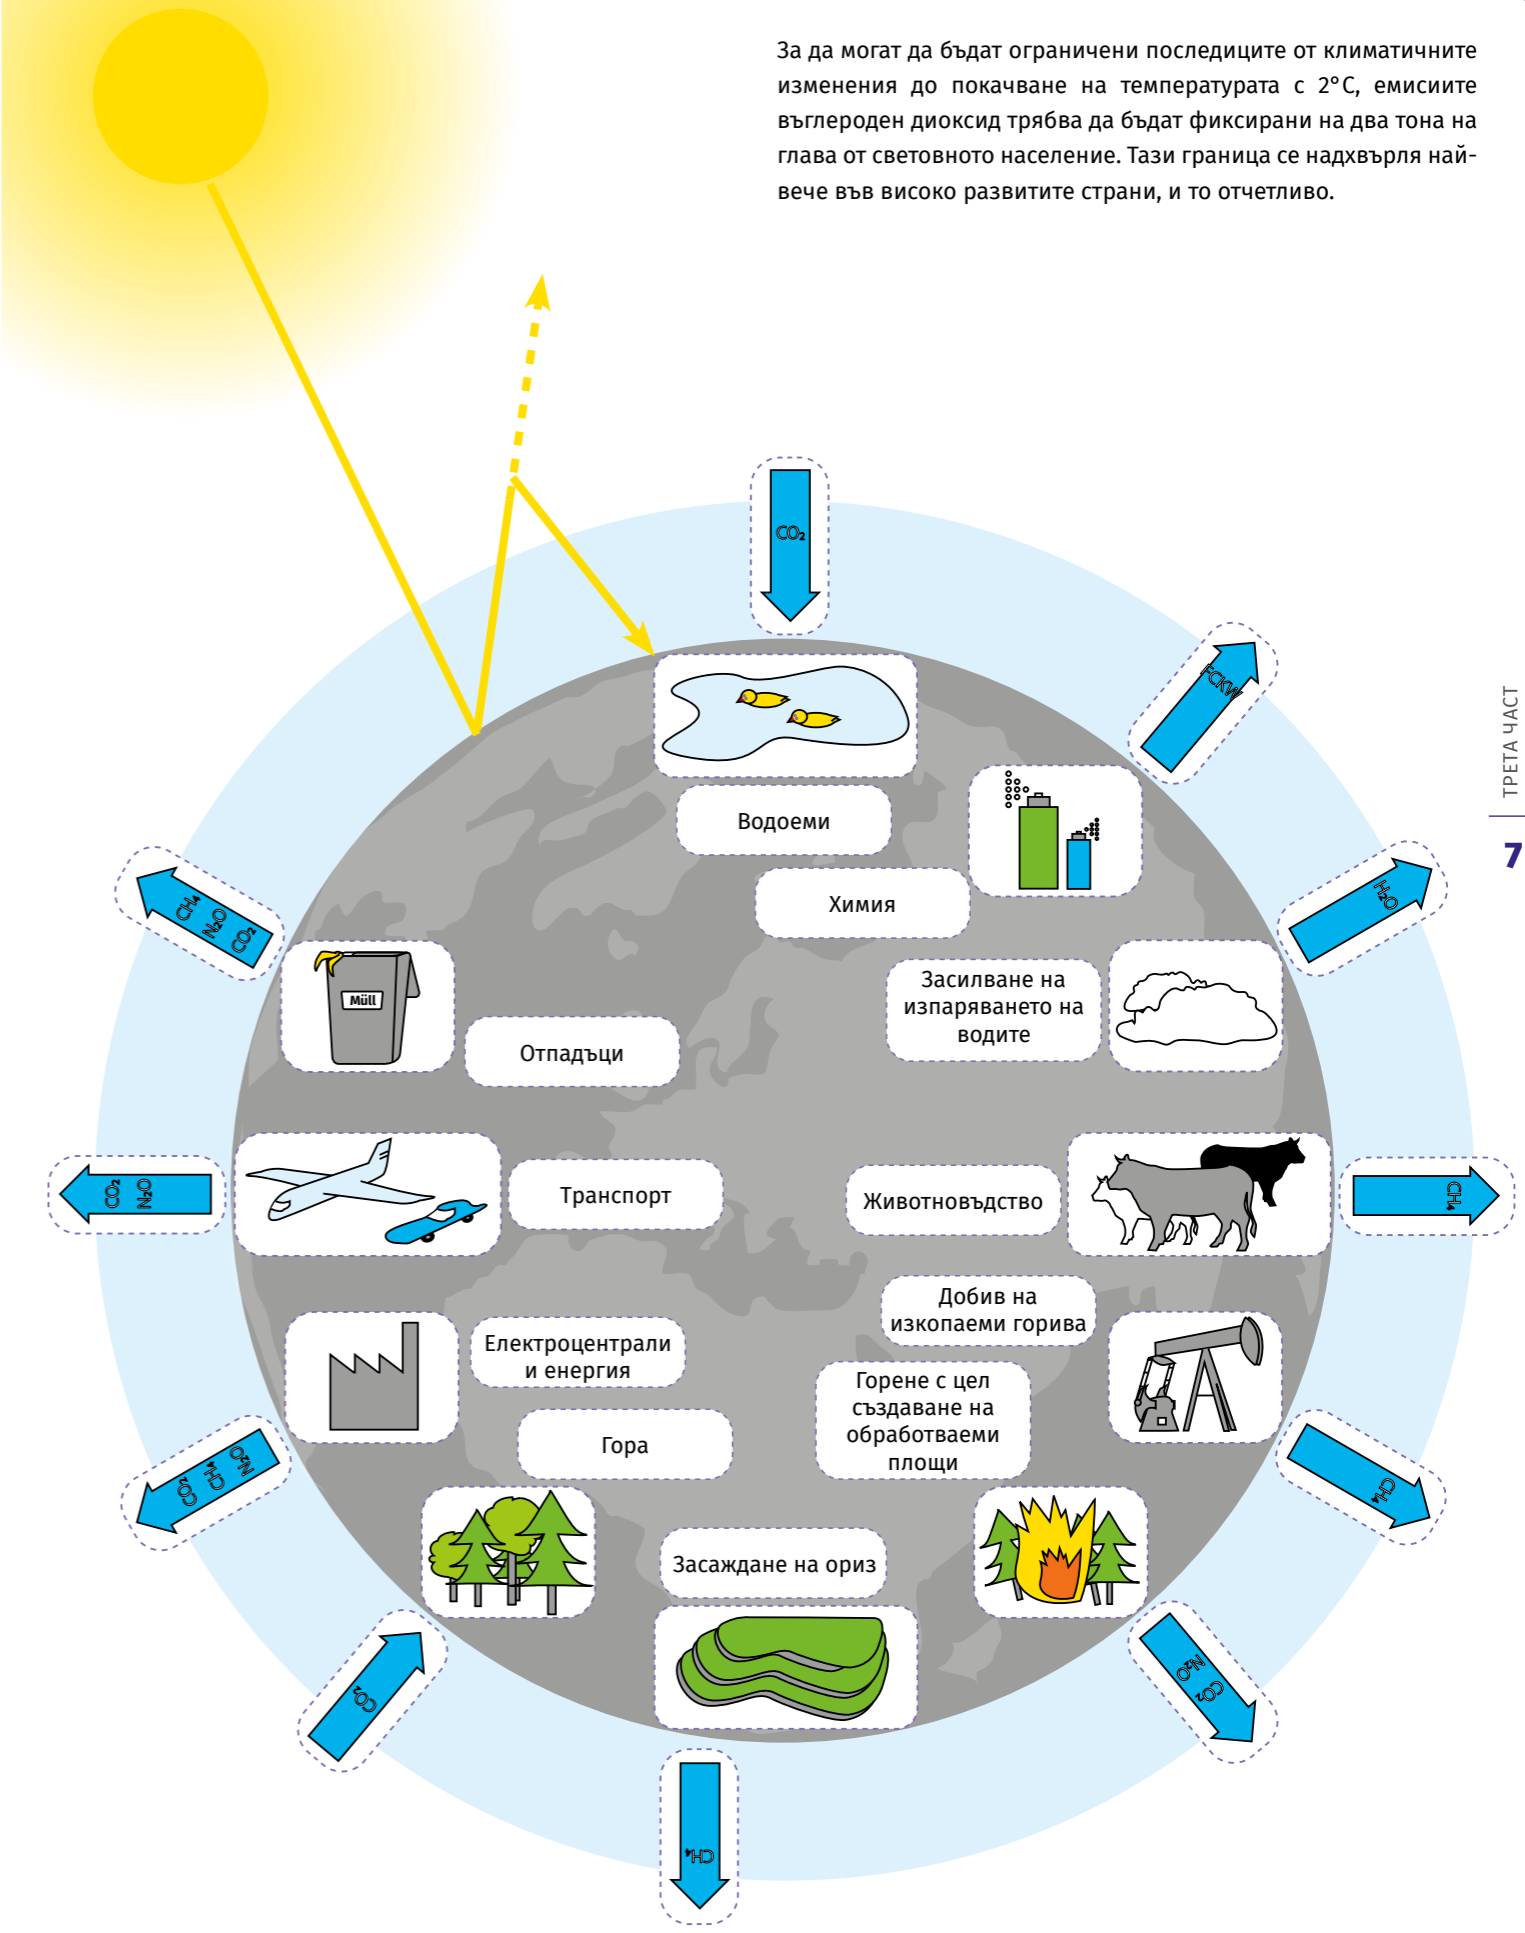 За да могат да бъдат ограничени последиците от климатичните
изменения до покачване на температурата с 2°C, емисиите
въглероден диоксид трябва да бъдат фиксирани на два тона на
глава от световното население. Тази граница се надхвърля най-
вече във високо развитите страни, и то отчетливо.
CO₂
FCKW
ТРЕТА ЧАСТ
7
Водоеми
Химия
H₂O
CH₄
N₂O
CO₂
Müll
Засилване на
изпаряването на
водите
Отпадъци
CO₂
N₂O
Транспорт
Животновъдство
CH₄
Добив на
изкопаеми горива
Електроцентрали
и енергия
Горене с цел
създаване на
обработваеми
площи
Гора
CO₂
CH₄
N₂O
CH₄
Засаждане на ориз
CO₂
N₂O
CO₂
CH₄